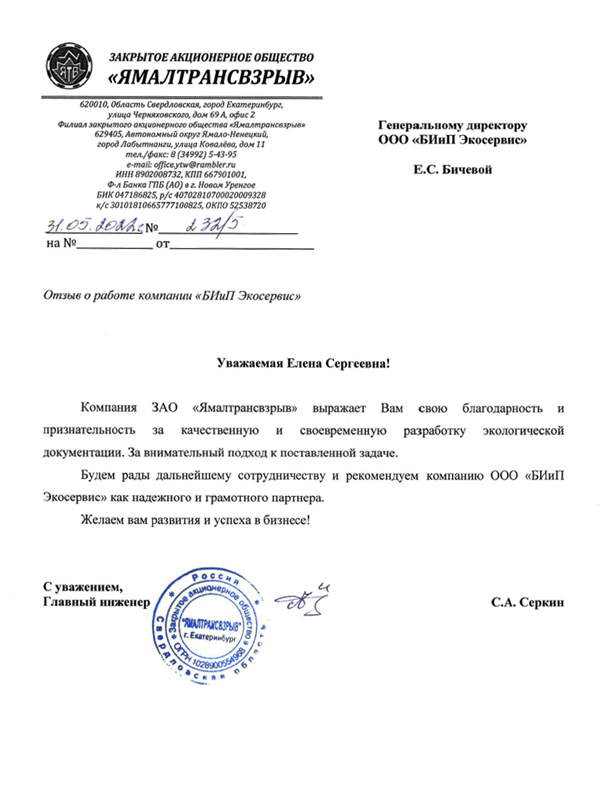 ЯТВ
ЗАКРЫТОЕ АКЦИОНЕРНОЕ ОБЩЕСТВО
«ЯМАЛТРАНСВЗРЫВ»
620010, Область Свердловская, город Екатеринбург,
улица Черняховского, дом 69 А, офис 2
Филиал закрытого акционерного общества «Ямалтрансвзрыв»
629405, Автономный округ Ямало-Ненецкий,
город Лабытнанги, улица Ковалёва, дом 11
тел./факс: 8 (34992) 5-43-95
e-mail: office.ytw@rambler.ru
ИНН 8902008732, КПП 667901001,
Ф-л Банка ГПБ (АО) в г. Новом Уренгое
БИК 047186825, р/с 40702810700020009328
к/с 30101810665777100825, ОКПО 52538720
31.05.2022г №232/5
на № от
Генеральному директору
ООО «БИиП Экосервис»
Е.С. Бичевой
Отзыв о работе компании «БИиП Экосервис»
Уважаемая Елена Сергеевна!
Компания ЗАО «Ямалтрансвзрыв» выражает Вам свою благодарность и
признательность за качественную и своевременную разработку экологической
документации. За внимательный подход к поставленной задаче.
Будем рады дальнейшему сотрудничеству и рекомендуем компанию ООО «БИиП
Экосервис» как надежного и грамотного партнера.
Желаем вам развития и успеха в бизнесе!
С уважением,
Главный инженер
С.А. Серкин
Россия
Свердловская область
Закрытое акционерное общество
"ЯМАЛТРАНСВЗРЫВ"
г. Екатеринбург
ОГРН 1028900554968